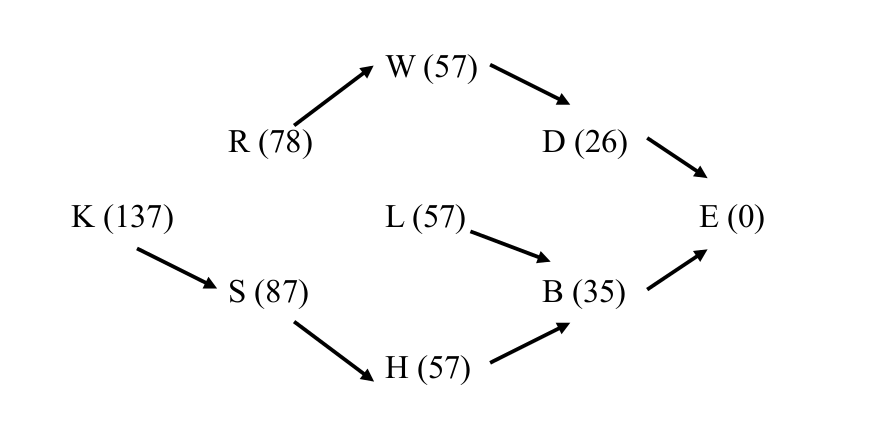 W (57)
R (78)
D (26)
K (137)
L (57)
E (0)
S (87)
B (35)
H (57)